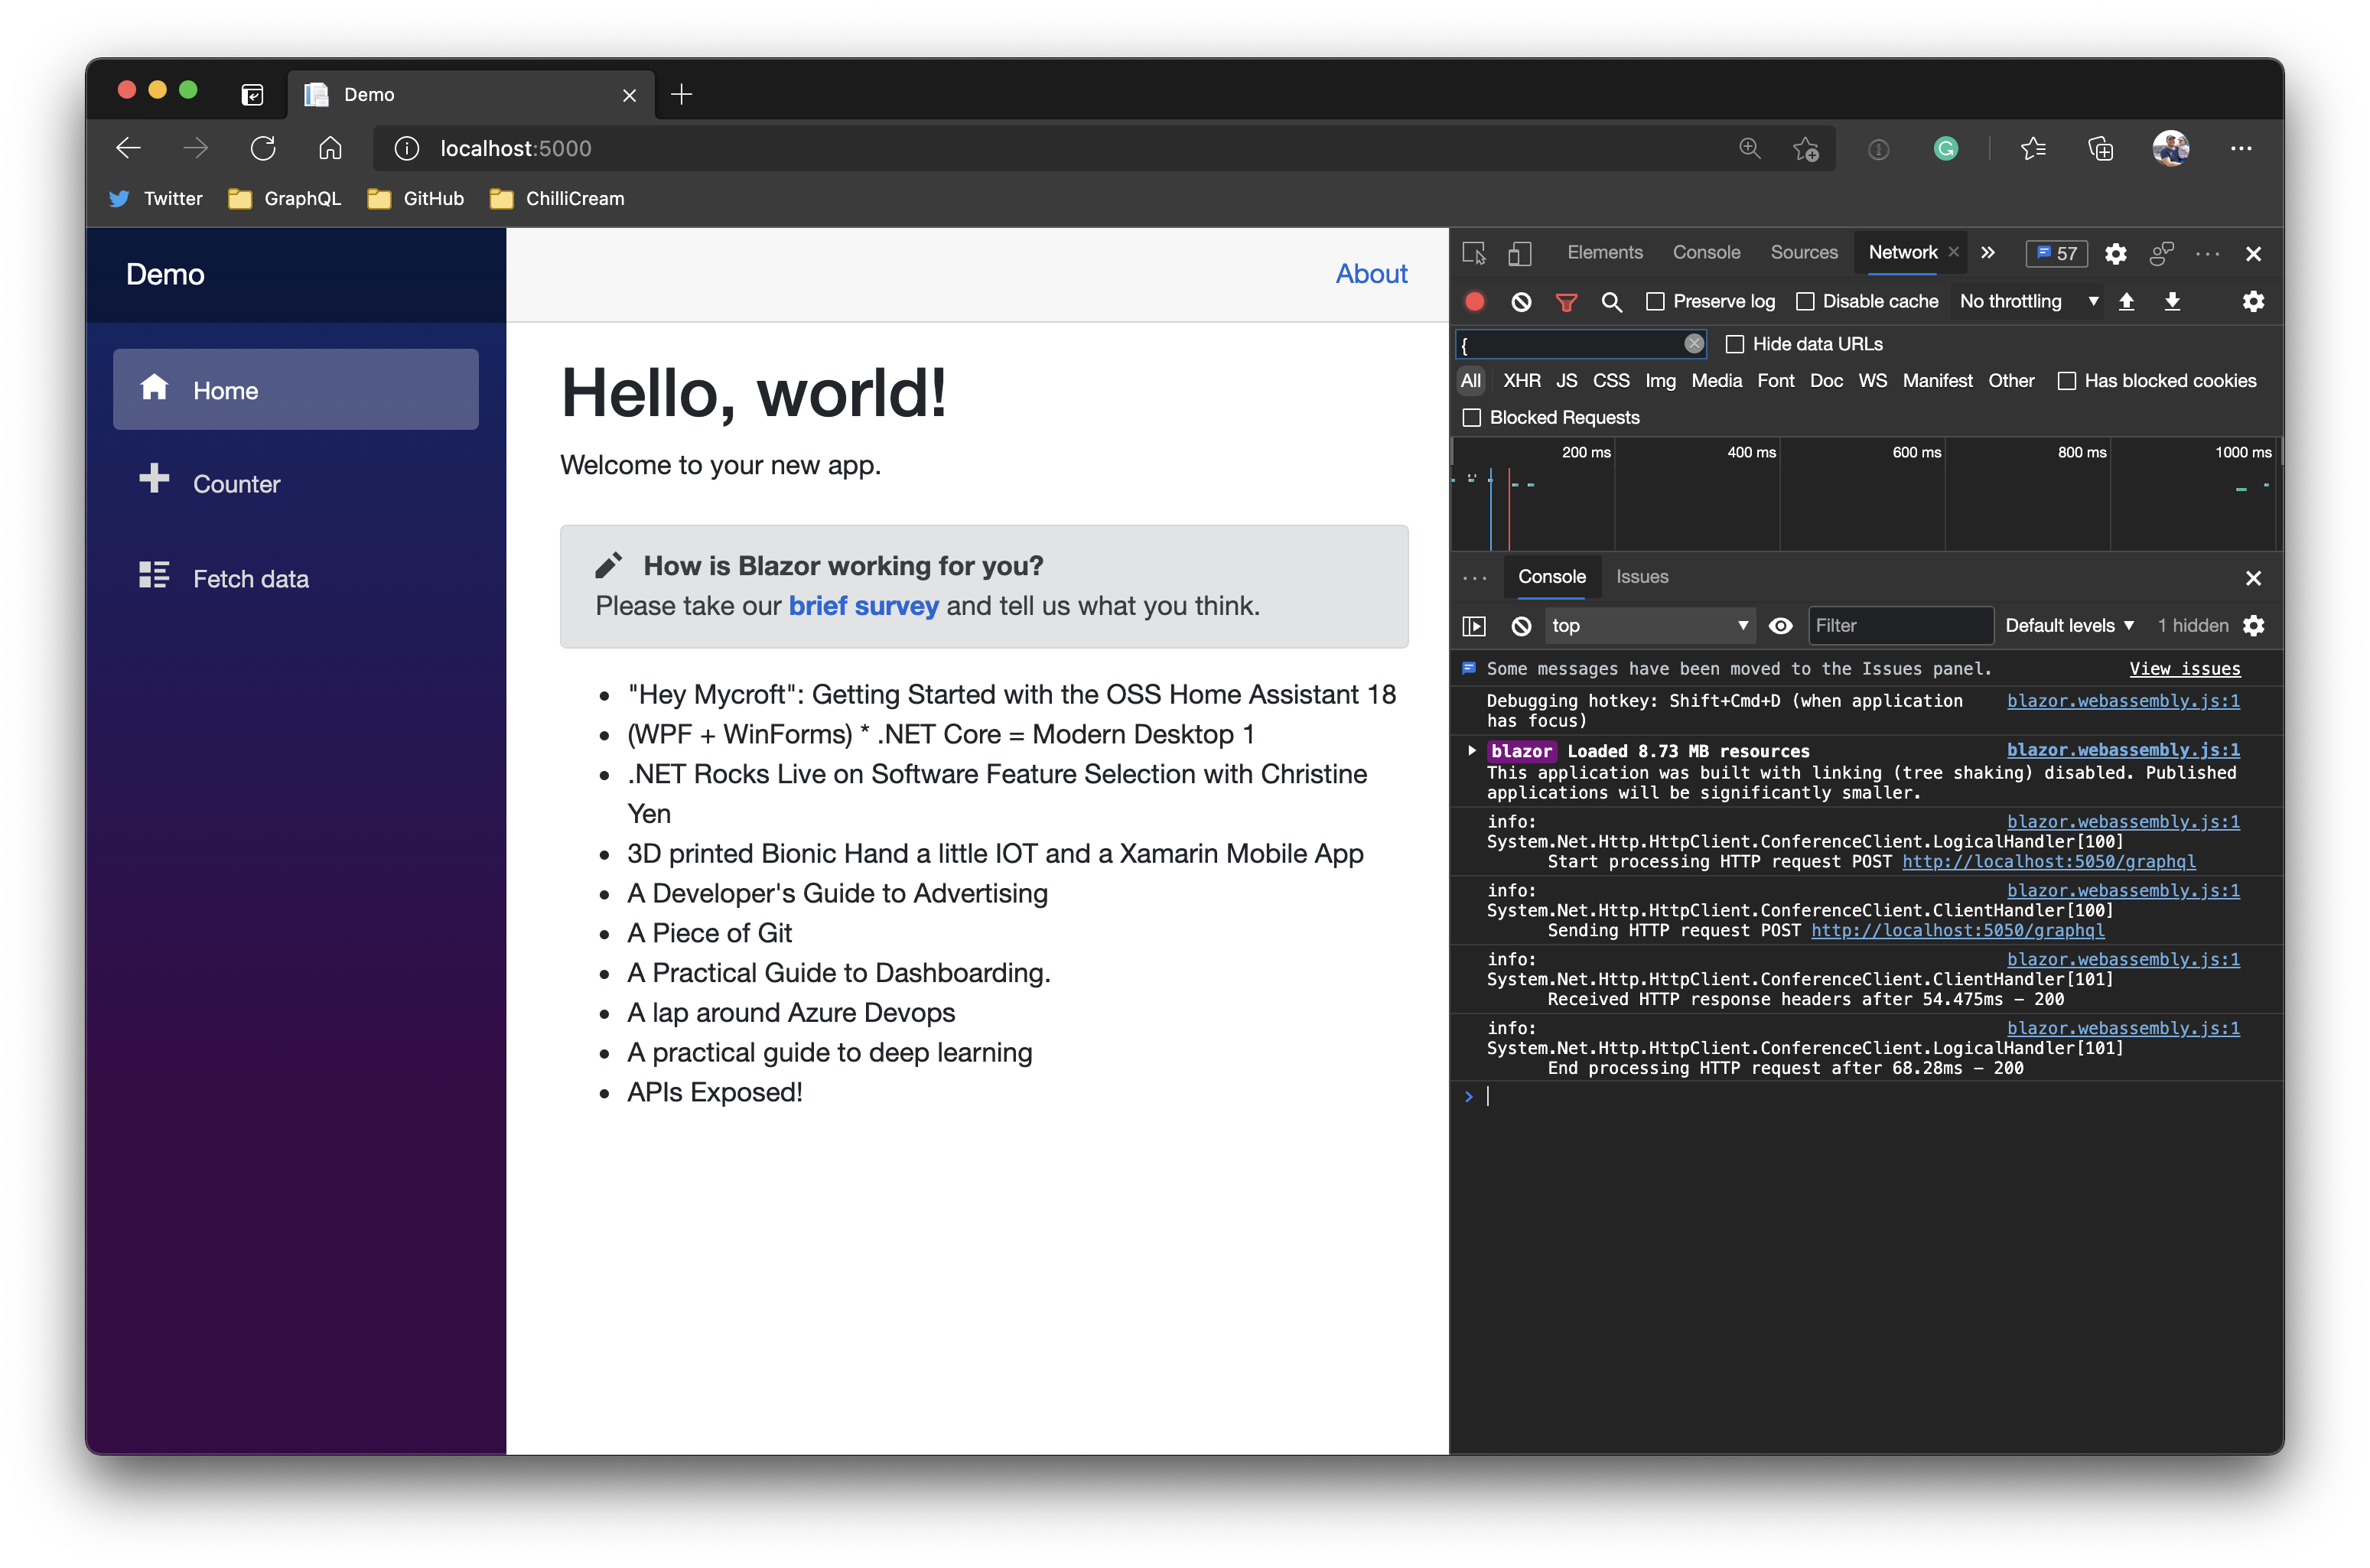 Demo
localhost:5000
Twitter GraphQL GitHub ChilliCream
Demo
Home
Counter
Fetch data
About
Hello, world!
Welcome to your new app.
How is Blazor working for you?
Please take our brief survey and tell us what you think.
"Hey Mycroft": Getting Started with the OSS Home Assistant 18
(WPF + WinForms) * .NET Core = Modern Desktop 1
.NET Rocks Live on Software Feature Selection with Christine
Yen
3D printed Bionic Hand a little IOT and a Xamarin Mobile App
A Developer's Guide to Advertising
A Piece of Git
A Practical Guide to Dashboarding.
A lap around Azure Devops
A practical guide to deep learning
APIs Exposed!
Elements Console Sources Network 57
Preserve log Disable cache No throttling
{ Hide data URLs
All XHR JS CSS Img Media Font Doc WS Manifest Other Has blocked cookies
Blocked Requests
200 ms 400 ms 600 ms 800 ms 1000 ms
Console Issues
top Filter Default levels 1 hidden
Some messages have been moved to the Issues panel. View issues
Debugging hotkey: Shift+Cmd+D (when application blazor.webassembly.js:1
has focus)
blazor Loaded 8.73 MB resources blazor.webassembly.js:1
This application was built with linking (tree shaking) disabled. Published
applications will be significantly smaller.
info: blazor.webassembly.js:1
System.Net.Http.HttpClient.ConferenceClient.LogicalHandler[100]
Start processing HTTP request POST http://localhost:5050/graphql
info: blazor.webassembly.js:1
System.Net.Http.HttpClient.ConferenceClient.ClientHandler[100]
Sending HTTP request POST http://localhost:5050/graphql
info: blazor.webassembly.js:1
System.Net.Http.HttpClient.ConferenceClient.ClientHandler[101]
Received HTTP response headers after 54.475ms – 200
info: blazor.webassembly.js:1
System.Net.Http.HttpClient.ConferenceClient.LogicalHandler[101]
End processing HTTP request after 68.28ms – 200